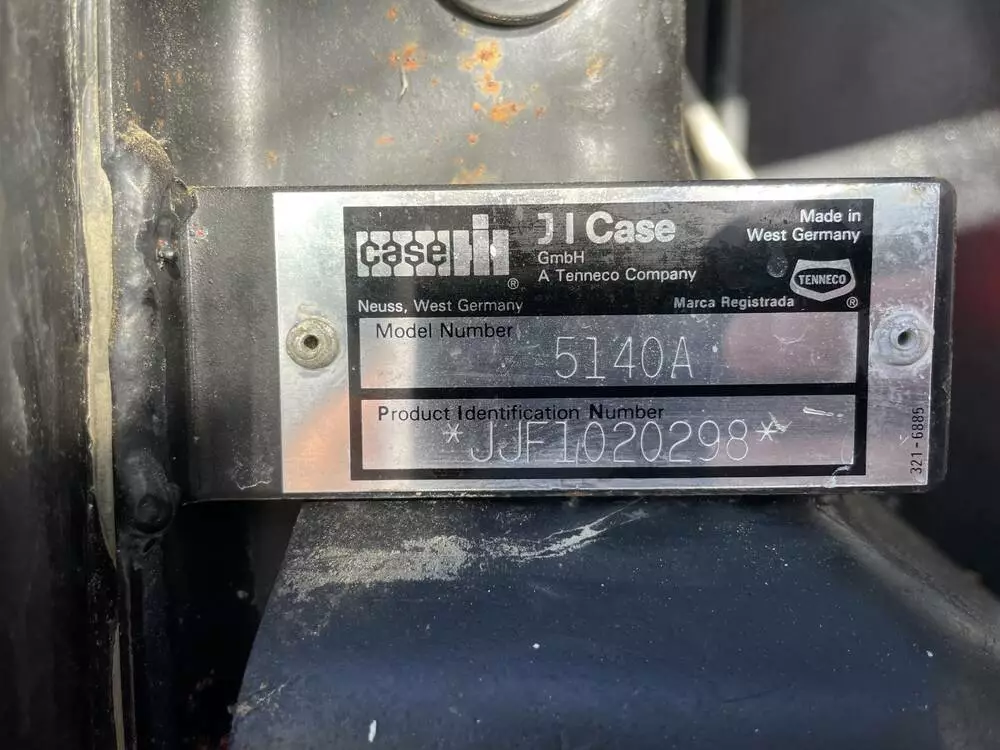 case IH ®
J I Case
GmbH
A Tenneco Company
Made in
West Germany
TENNECO
Neuss, West Germany
Marca Registrada ®
Model Number
5140A
Product Identification Number
*JJF1020298*
321-6885